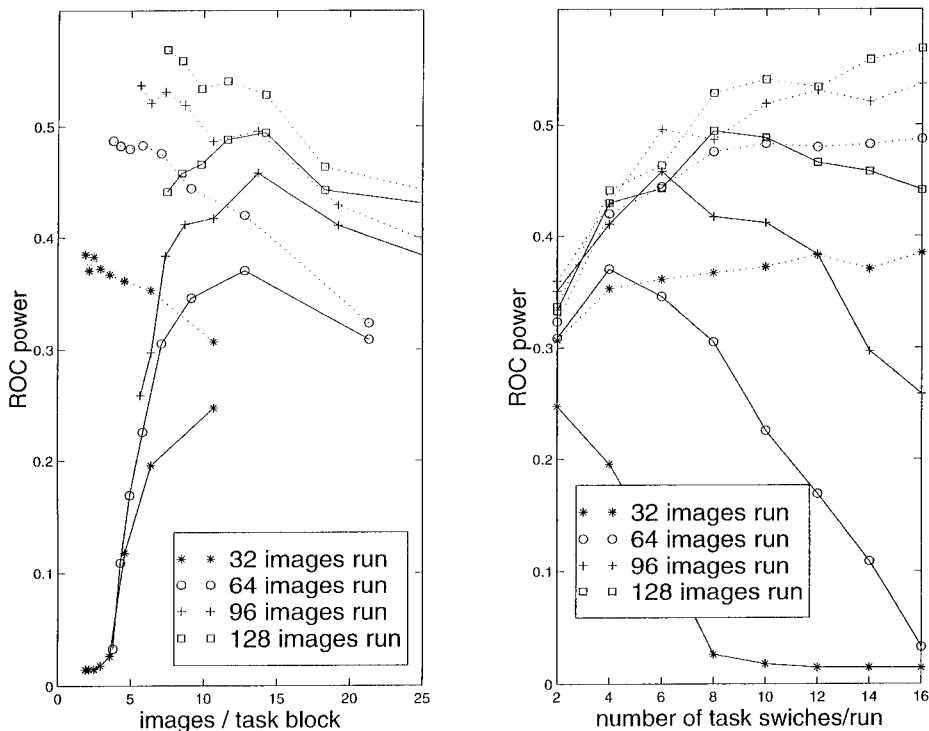 ROC power
0.5
0.4
0.3
0.2
0.1
0
0 5 10 15 20 25
images / task block
* * 32 images run
o o 64 images run
+ + 96 images run
□ □ 128 images run
ROC power
0.5
0.4
0.3
0.2
0.1
0
2 4 6 8 10 12 14 16
number of task swiches/run
* * 32 images run
o o 64 images run
+ + 96 images run
□ □ 128 images run